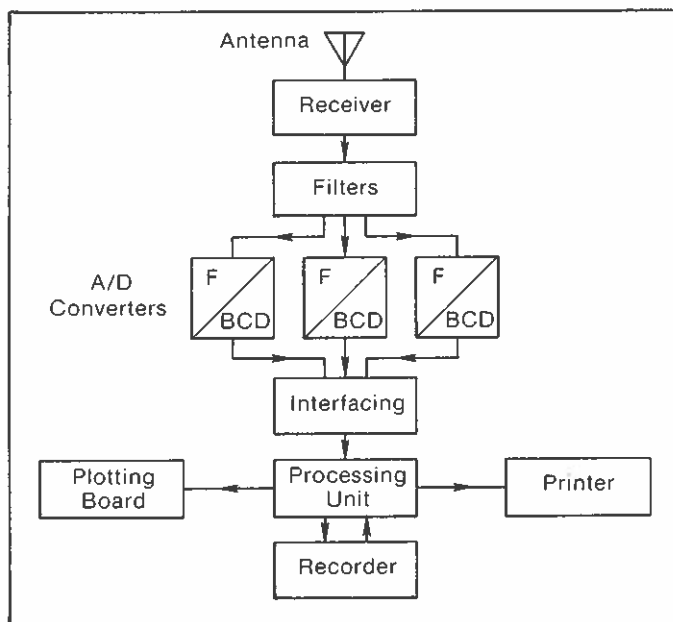 Antenna
Receiver
Filters
A/D
Converters
F
BCD
F
BCD
F
BCD
Interfacing
Plotting
Board
Processing
Unit
Printer
Recorder